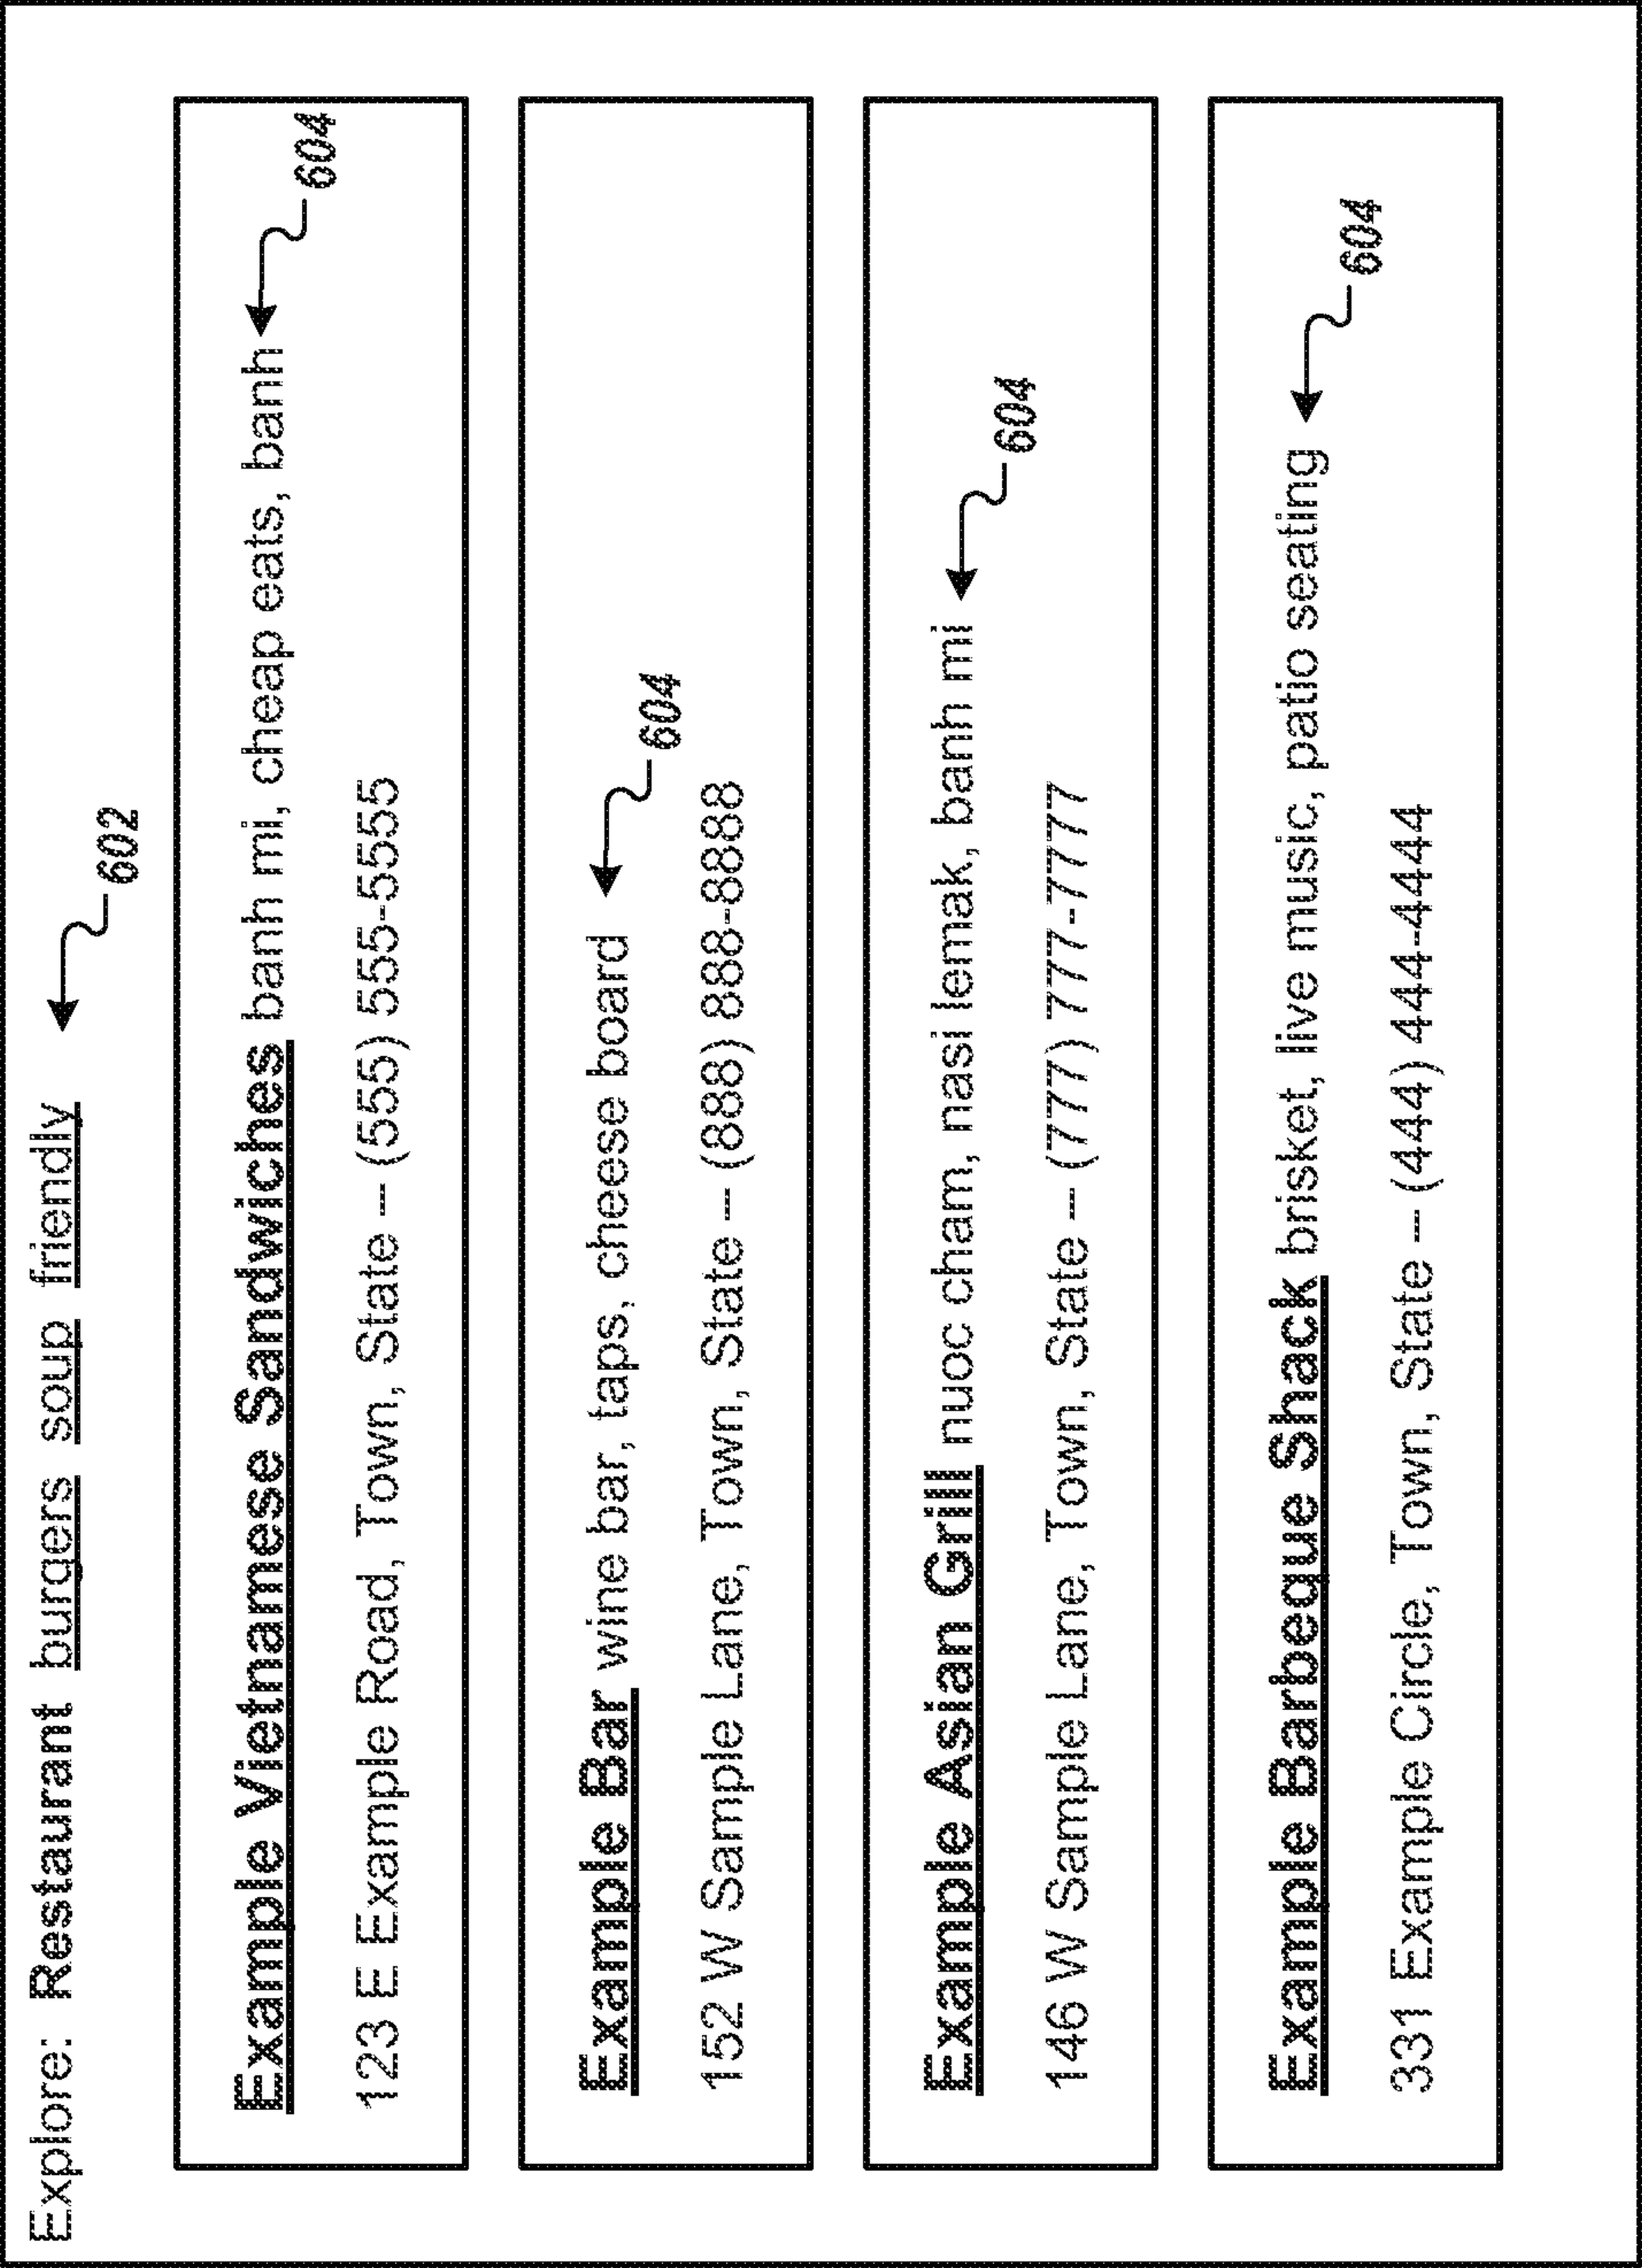 Explore: Restaurant burgers soup friendly 602
Example Vietnamese Sandwiches banh mi, cheap eats, banh 604
123 E Example Road, Town, State -- (555) 555-5555
Example Bar wine bar, taps, cheese board 604
152 W Sample Lane, Town, State -- (888) 888-8888
Example Asian Grill nuoc cham, nasi lemak, banh mi 604
146 W Sample Lane, Town, State -- (777) 777-7777
Example Barbeque Shack brisket, live music, patio seating 604
331 Example Circle, Town, State -- (444) 444-4444